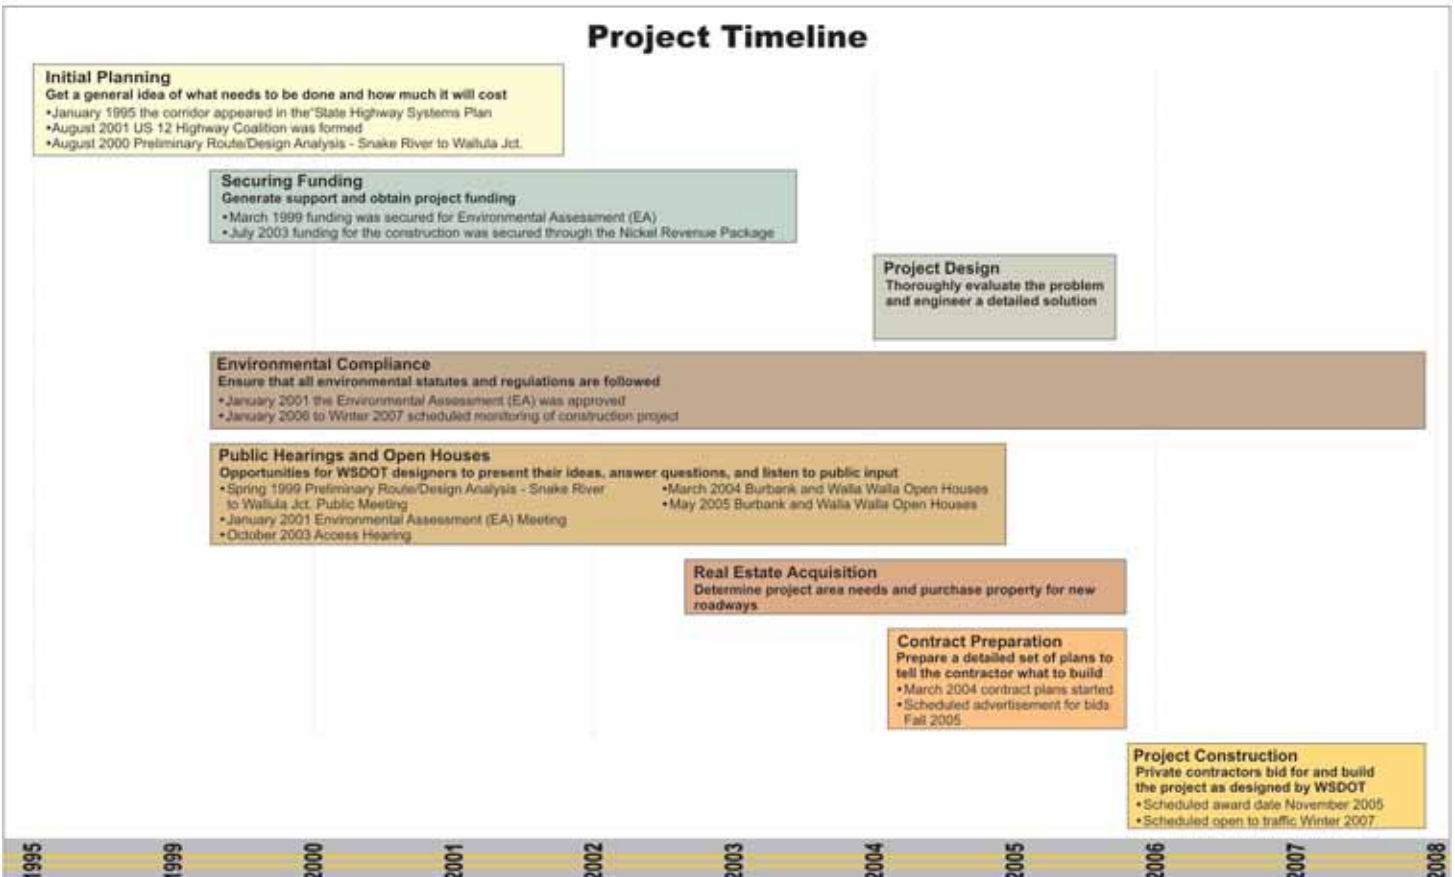 Project Timeline
Initial Planning
Get a general idea of what needs to be done and how much it will cost
•January 1995 the corridor appeared in the"State Highway Systems Plan
•August 2001 US 12 Highway Coalition was formed
•August 2000 Preliminary Route/Design Analysis - Snake River to Wallula Jct.
Securing Funding
Generate support and obtain project funding
•March 1999 funding was secured for Environmental Assessment (EA)
•July 2003 funding for the construction was secured through the Nickel Revenue Package
Project Design
Thoroughly evaluate the problem
and engineer a detailed solution
Environmental Compliance
Ensure that all environmental statutes and regulations are followed
•January 2001 the Environmental Assessment (EA) was approved
•January 2006 to Winter 2007 scheduled monitoring of construction project
Public Hearings and Open Houses
Opportunities for WSDOT designers to present their ideas, answer questions, and listen to public input
•Spring 1999 Preliminary Route/Design Analysis - Snake River
to Wallula Jct. Public Meeting
•January 2001 Environmental Assessment (EA) Meeting
•October 2003 Access Hearing
•March 2004 Burbank and Walla Walla Open Houses
•May 2005 Burbank and Walla Walla Open Houses
Real Estate Acquisition
Determine project area needs and purchase property for new
roadways
Contract Preparation
Prepare a detailed set of plans to
tell the contractor what to build
•March 2004 contract plans started
•Scheduled advertisement for bids
Fall 2005
Project Construction
Private contractors bid for and build
the project as designed by WSDOT
•Scheduled award date November 2005
•Scheduled open to traffic Winter 2007
1995
1999
2000
2001
2002
2003
2004
2005
2006
2007
2008